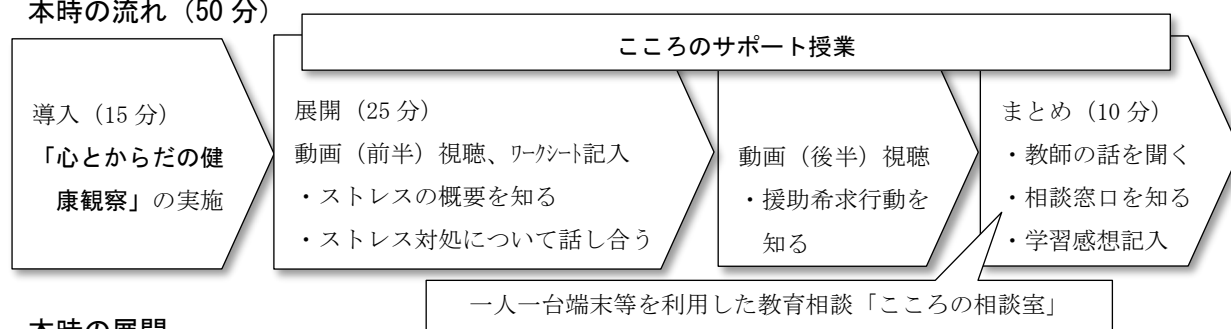 本時の流れ（50 分）
こころのサポート授業
導入（15 分）
「心とからだの健
康観察」の実施
展開（25 分）
動画（前半）視聴、ﾜｰｸｼｰﾄ記入
・ストレスの概要を知る
・ストレス対処について話し合う
動画（後半）視聴
・援助希求行動を
知る
まとめ（10 分）
・教師の話を聞く
・相談窓口を知る
・学習感想記入
一人一台端末等を利用した教育相談「こころの相談室」
本時の展開